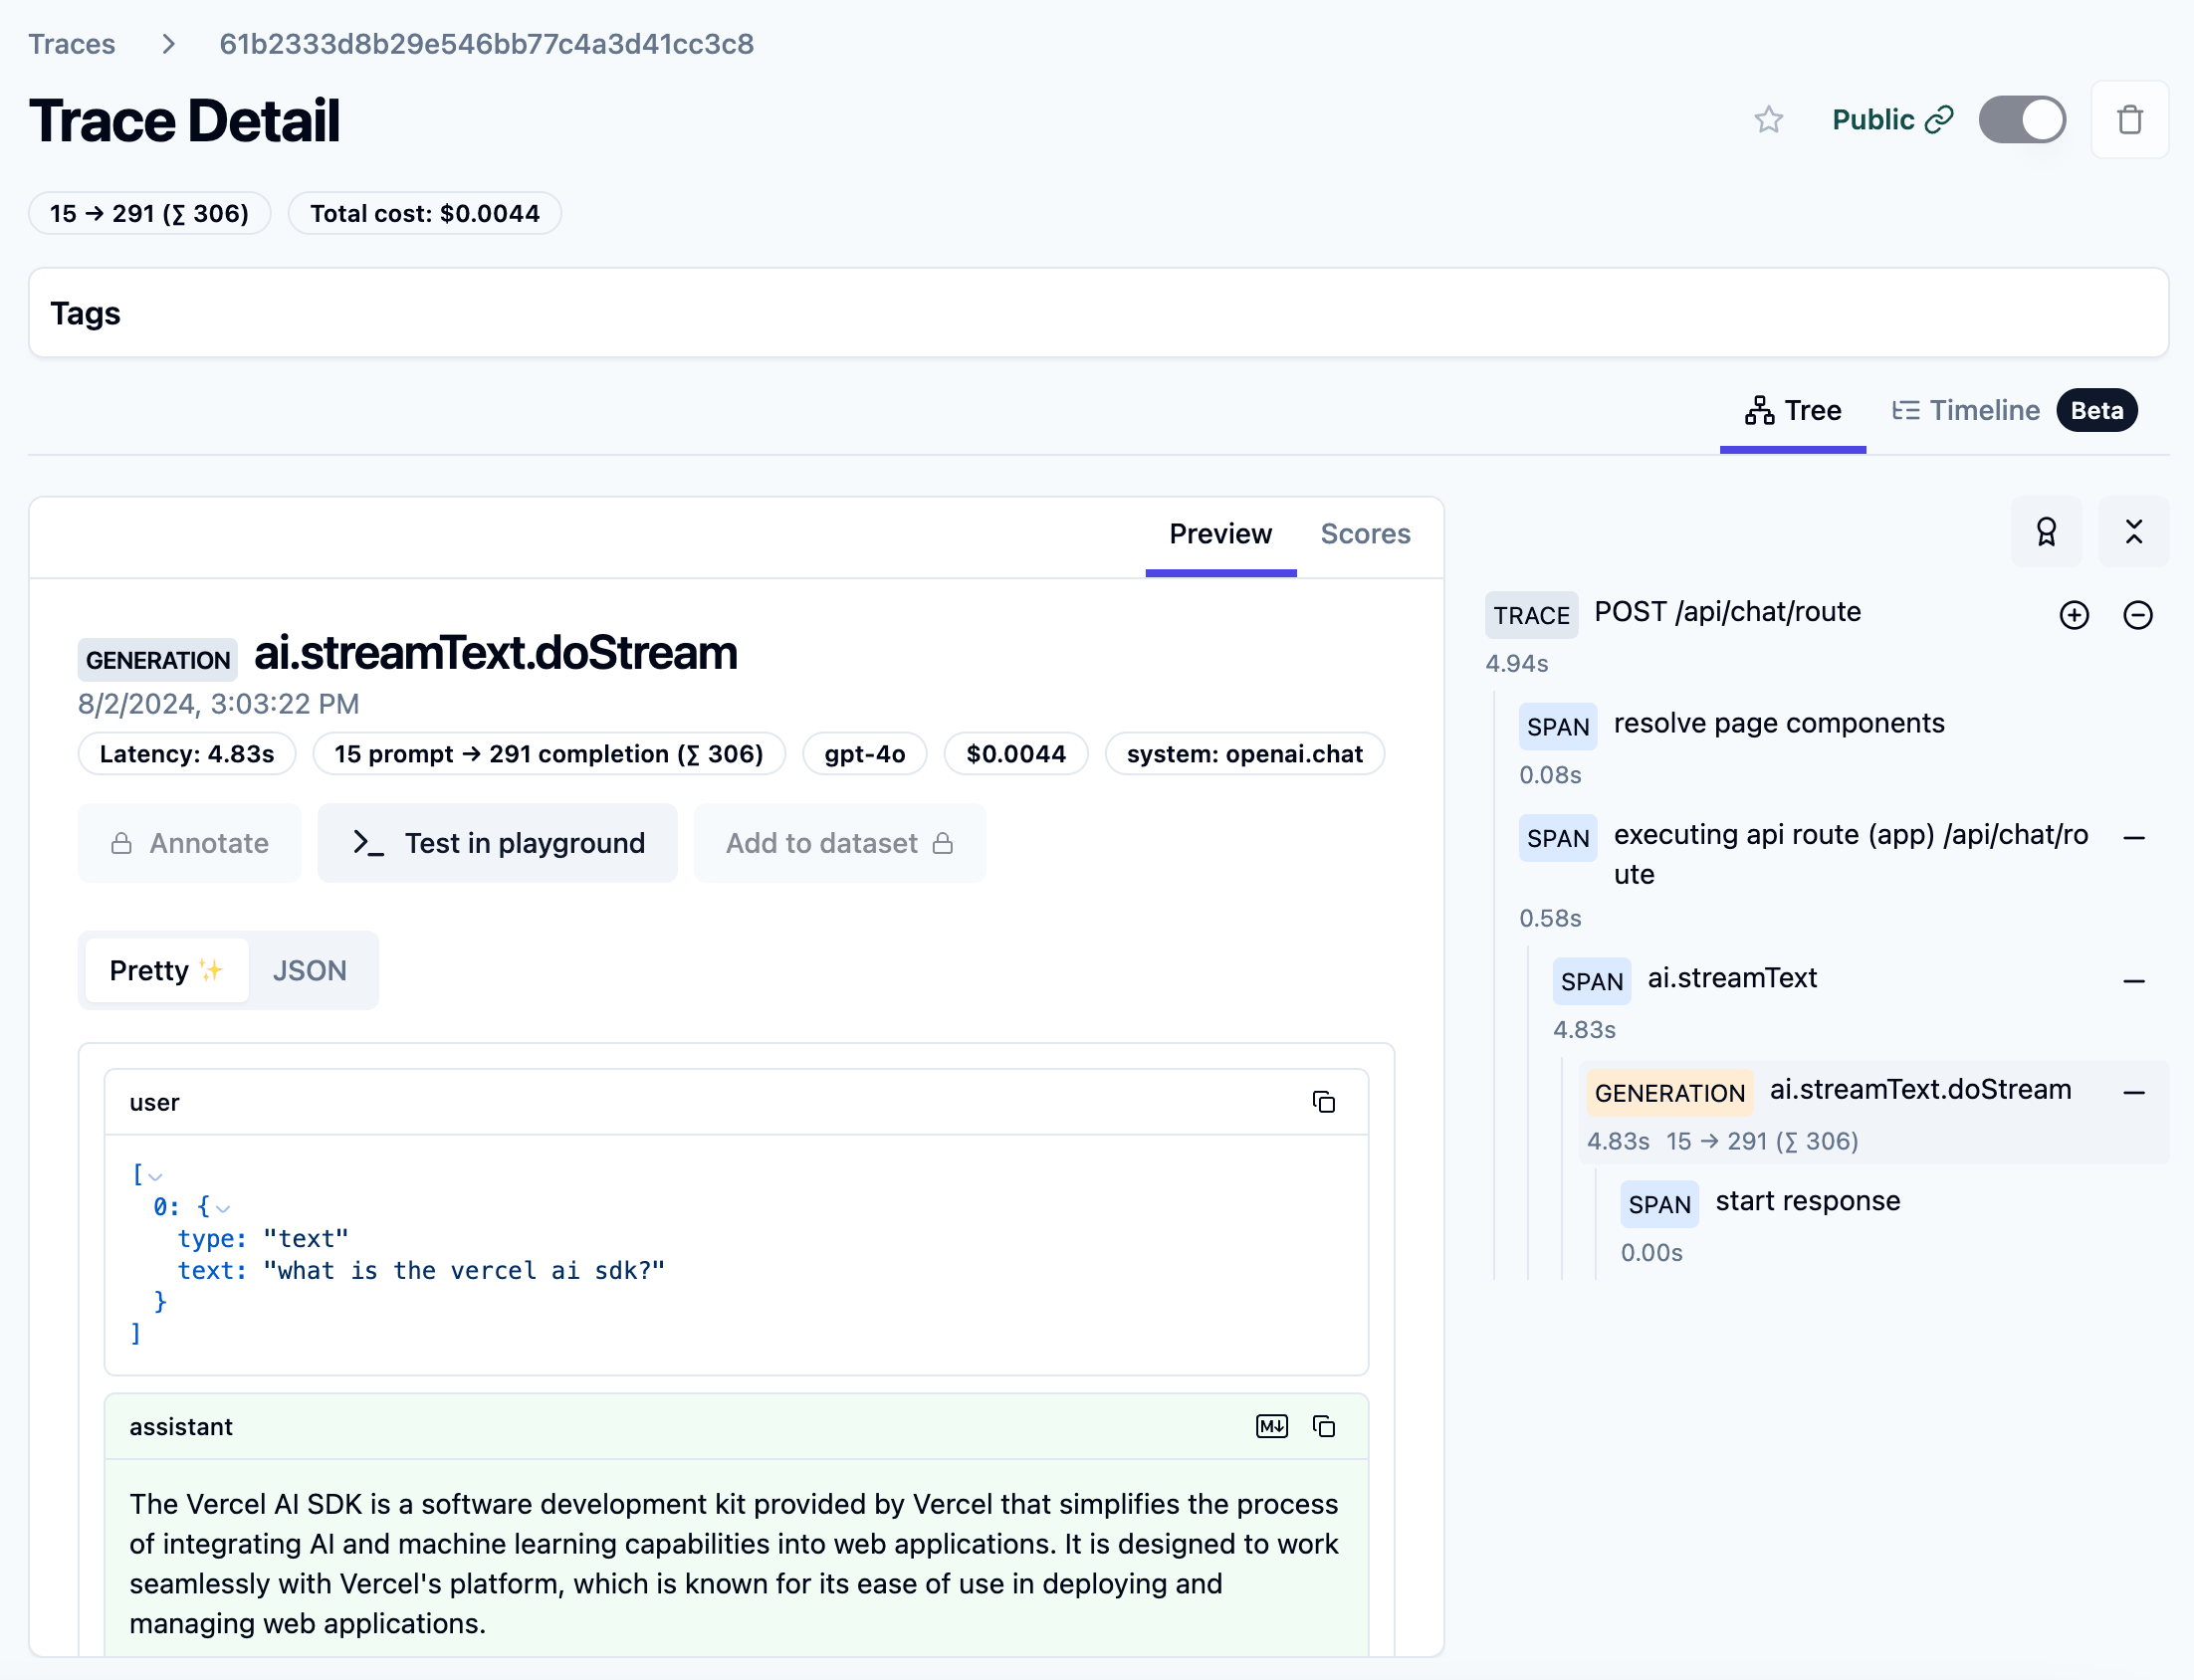 Traces > 61b2333d8b29e546bb77c4a3d41cc3c8
Trace Detail
Public
15 → 291 (∑ 306)
Total cost: $0.0044
Tags
Tree
Timeline
Beta
Preview
Scores
GENERATION ai.streamText.doStream
8/2/2024, 3:03:22 PM
Latency: 4.83s
15 prompt → 291 completion (∑ 306)
gpt-4o
$0.0044
system: openai.chat
Annotate
>_ Test in playground
Add to dataset
Pretty ✨
JSON
user
[
0: {
type: "text"
text: "what is the vercel ai sdk?"
}
]
assistant
M↓
The Vercel AI SDK is a software development kit provided by Vercel that simplifies the process
of integrating AI and machine learning capabilities into web applications. It is designed to work
seamlessly with Vercel's platform, which is known for its ease of use in deploying and
managing web applications.
TRACE POST /api/chat/route
4.94s
SPAN resolve page components
0.08s
SPAN executing api route (app) /api/chat/ro
ute
0.58s
SPAN ai.streamText
4.83s
GENERATION ai.streamText.doStream
4.83s 15 → 291 (∑ 306)
SPAN start response
0.00s